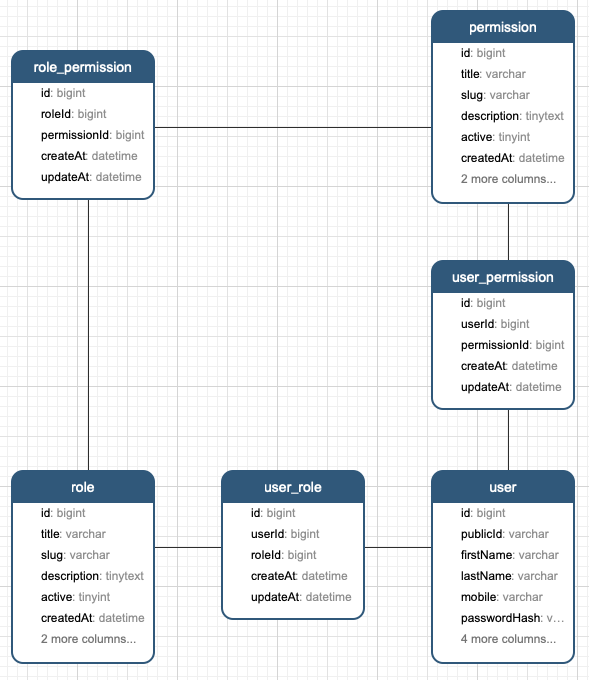 role_permission
id: bigint
roleId: bigint
permissionId: bigint
createAt: datetime
updateAt: datetime
permission
id: bigint
title: varchar
slug: varchar
description: tinytext
active: tinyint
createdAt: datetime
2 more columns...
user_permission
id: bigint
userId: bigint
permissionId: bigint
createAt: datetime
updateAt: datetime
role
id: bigint
title: varchar
slug: varchar
description: tinytext
active: tinyint
createdAt: datetime
2 more columns...
user_role
id: bigint
userId: bigint
roleId: bigint
createAt: datetime
updateAt: datetime
user
id: bigint
publicId: varchar
firstName: varchar
lastName: varchar
mobile: varchar
passwordHash: v...
4 more columns...